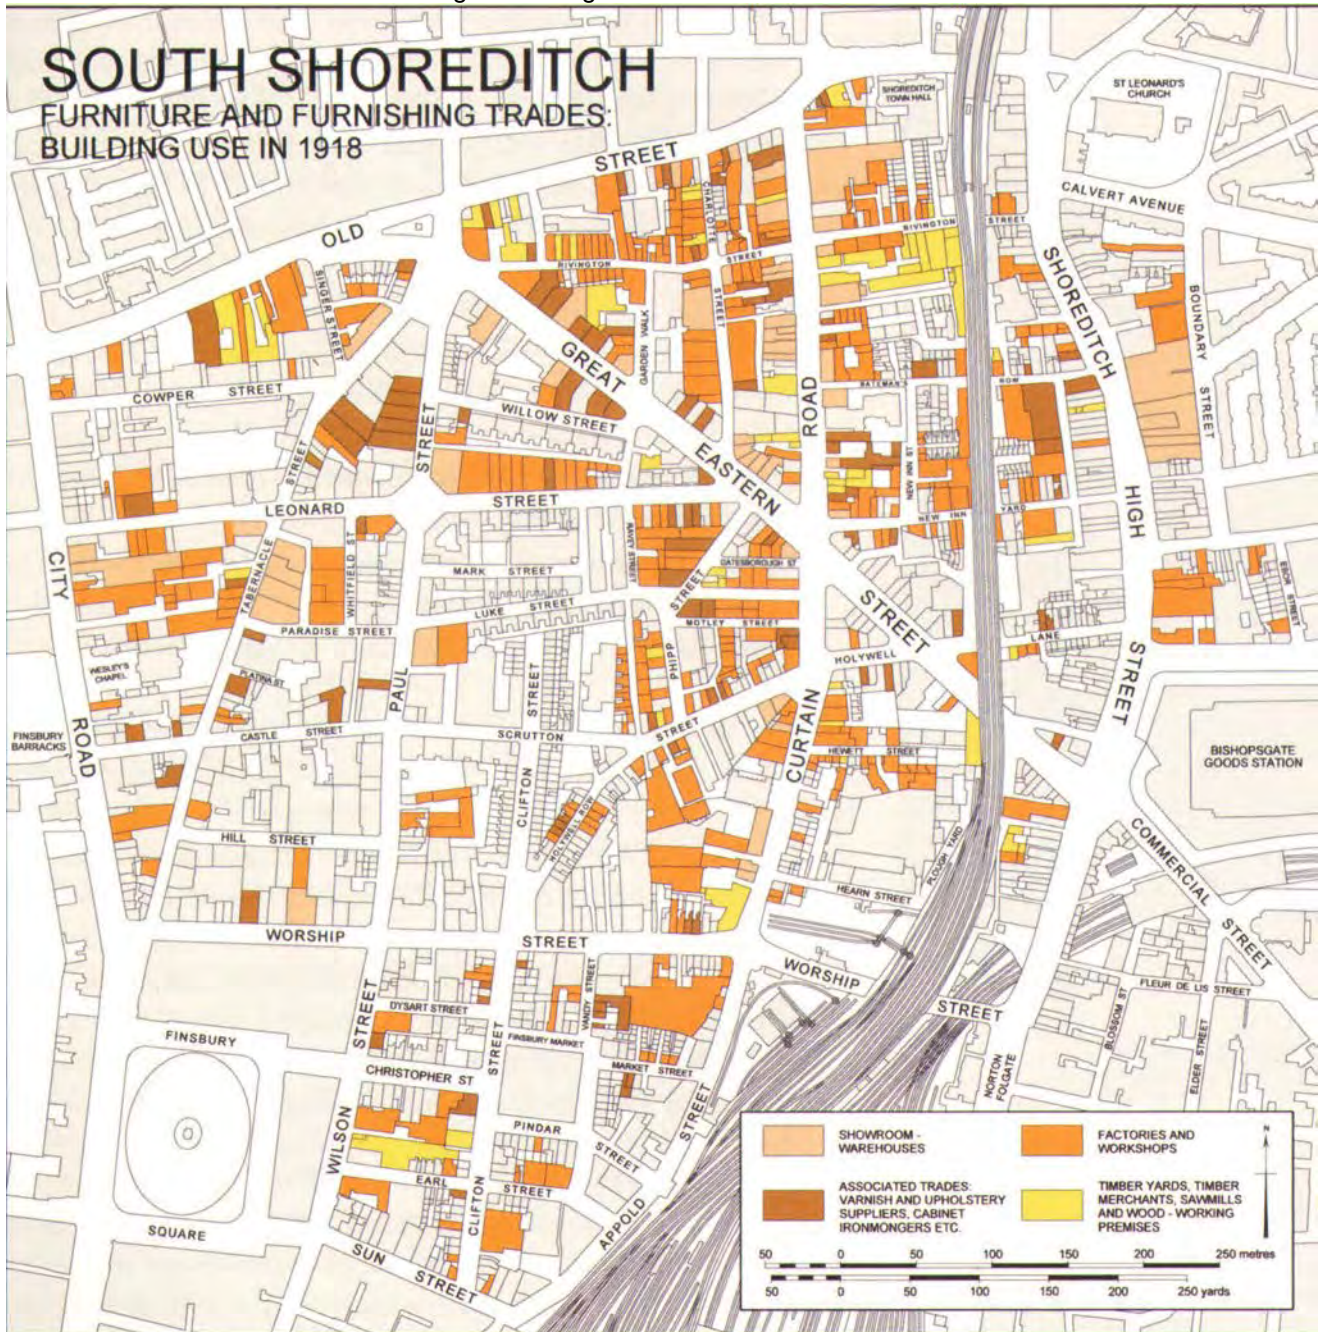 SOUTH SHOREDITCH
FURNITURE AND FURNISHING TRADES:
BUILDING USE IN 1918
SHOREDITCH
TOWN HALL
ST LEONARD'S
CHURCH
OLD
STREET
CHARLOTTE
STREET
CALVERT AVENUE
RIVINGTON
STREET
RIVINGTON
STREET
SINGER STREET
GARDEN WALK
SHOREDITCH
HIGH
STREET
BOUNDARY
STREET
GREAT
EASTERN
STREET
COWPER STREET
WILLOW STREET
BATEMAN'S
ROW
ROAD
CURTAIN
STREET
NEW INN ST
NEW INN YARD
LEONARD
STREET
TABERNACLE
STREET
WHITFIELD ST
RAVEY STREET
MARK STREET
GATESBOROUGH ST
LUKE STREET
STREET
MOTLEY STREET
PHIPP
PARADISE STREET
CITY
ROAD
WESLEY'S
CHAPEL
PLATINA ST
PAUL
HOLYWELL
LANE
EBOR STREET
FINSBURY
BARRACKS
CASTLE STREET
SCRUTTON
STREET
CLIFTON
STREET
HEWETT STREET
BISHOPSGATE
GOODS STATION
HILL STREET
HOLYWELL ROW
PLOUGH YARD
HEARN STREET
COMMERCIAL
STREET
WORSHIP
STREET
WORSHIP
STREET
VANDY STREET
DYSART STREET
FINSBURY MARKET
MARKET STREET
FLEUR DE LIS STREET
BLOSSOM ST
ELDER STREET
NORTON
FOLGATE
FINSBURY
SQUARE
STREET
WILSON
CHRISTOPHER ST
STREET
CLIFTON
PINDAR
STREET
EARL
STREET
APPOLD
STREET
SUN
STREET
SHOWROOM -
WAREHOUSES
FACTORIES AND
WORKSHOPS
ASSOCIATED TRADES:
VARNISH AND UPHOLSTERY
SUPPLIERS, CABINET
IRONMONGERS ETC.
TIMBER YARDS, TIMBER
MERCHANTS, SAWMILLS
AND WOOD - WORKING
PREMISES
N
50 0 50 100 150 200 250 metres
50 0 50 100 150 200 250 yards